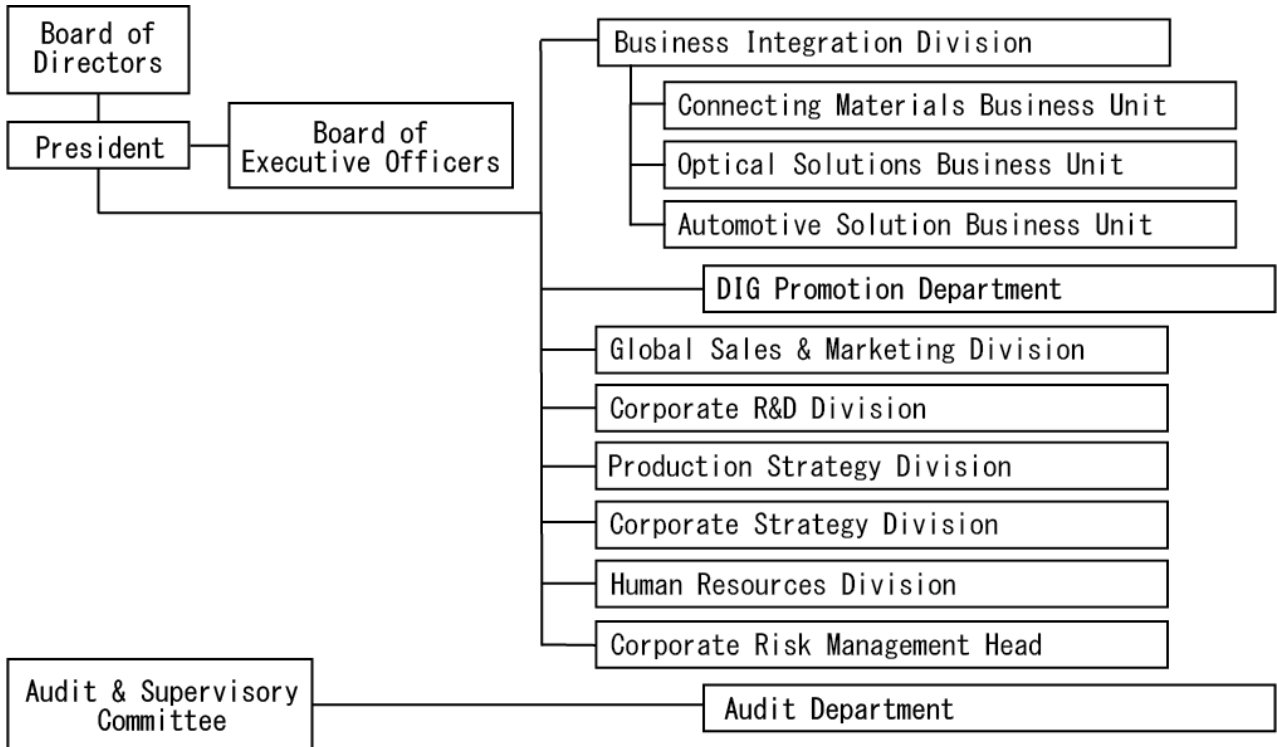 Board of
Directors
President
Board of
Executive Officers
Business Integration Division
Connecting Materials Business Unit
Optical Solutions Business Unit
Automotive Solution Business Unit
DIG Promotion Department
Global Sales & Marketing Division
Corporate R&D Division
Production Strategy Division
Corporate Strategy Division
Human Resources Division
Corporate Risk Management Head
Audit & Supervisory
Committee
Audit Department